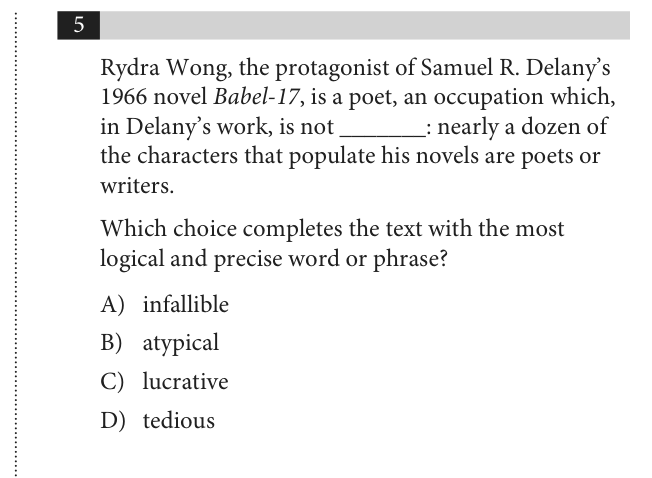 5
Rydra Wong, the protagonist of Samuel R. Delany’s
1966 novel Babel-17, is a poet, an occupation which,
in Delany’s work, is not _______: nearly a dozen of
the characters that populate his novels are poets or
writers.
Which choice completes the text with the most
logical and precise word or phrase?
A) infallible
B) atypical
C) lucrative
D) tedious